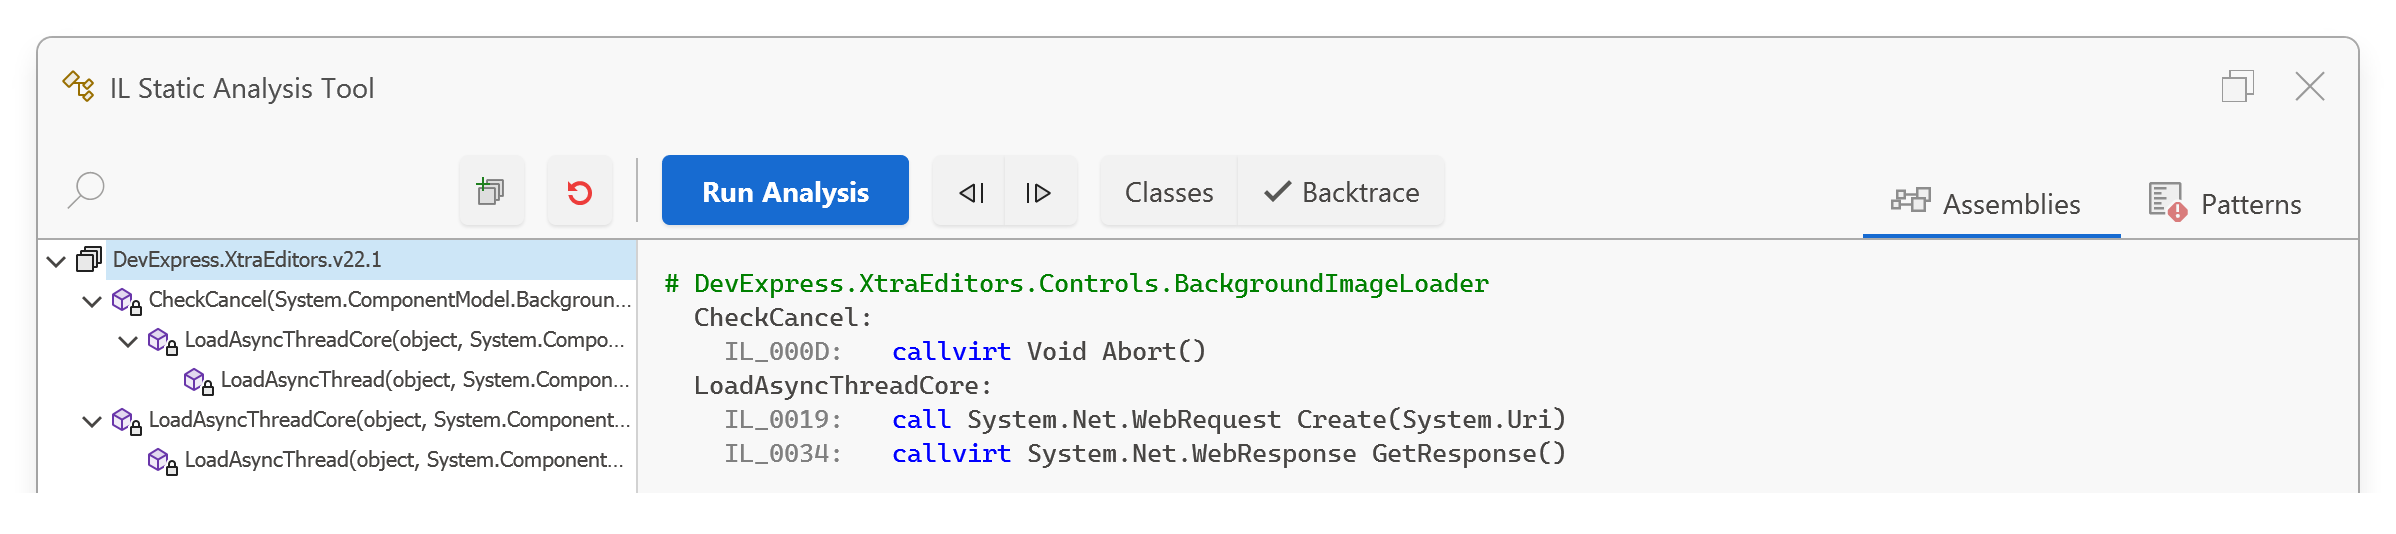 IL Static Analysis Tool
Run Analysis
Classes
Backtrace
Assemblies
Patterns
DevExpress.XtraEditors.v22.1
CheckCancel(System.ComponentModel.Backgroun...
LoadAsyncThreadCore(object, System.Compo...
LoadAsyncThread(object, System.Compon...
LoadAsyncThreadCore(object, System.Component...
LoadAsyncThread(object, System.Component...
# DevExpress.XtraEditors.Controls.BackgroundImageLoader
CheckCancel:
IL_000D: callvirt Void Abort()
LoadAsyncThreadCore:
IL_0019: call System.Net.WebRequest Create(System.Uri)
IL_0034: callvirt System.Net.WebResponse GetResponse()